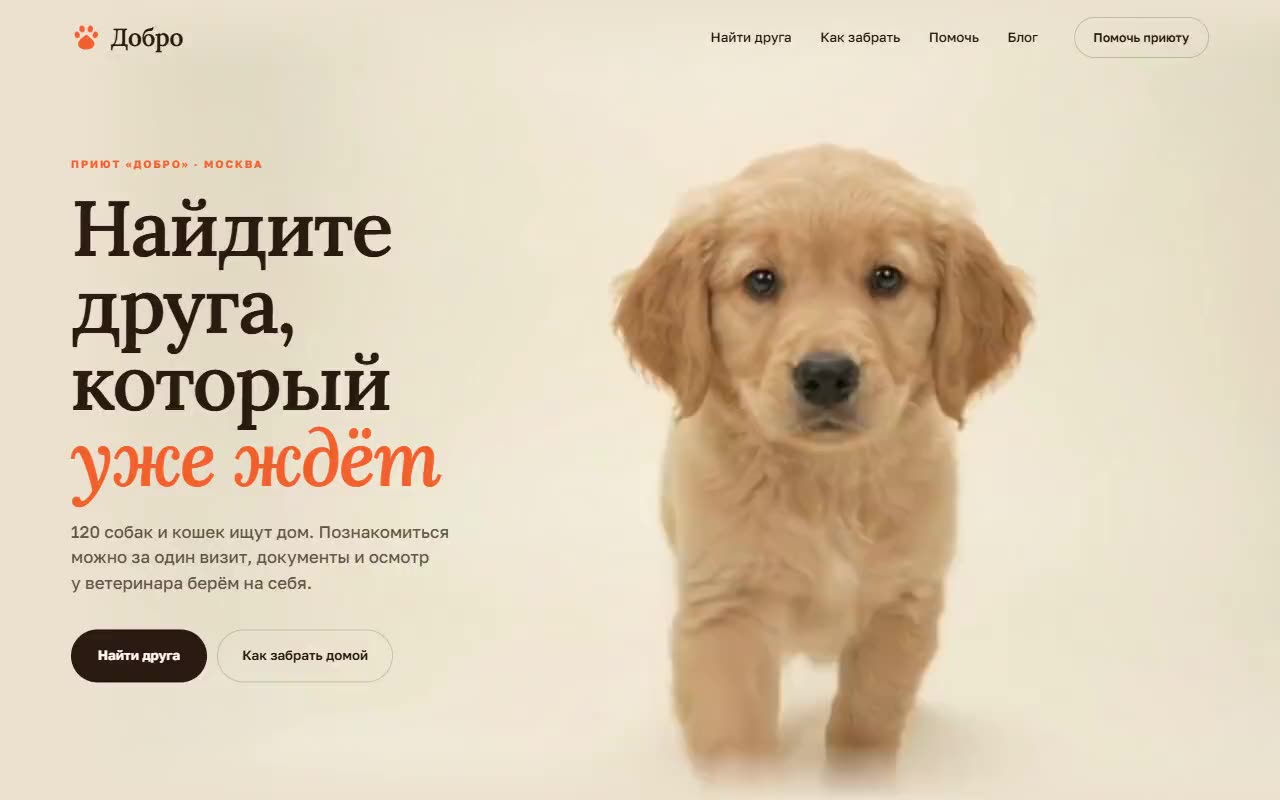 Добро
Найти друга
Как забрать
Помочь
Блог
Помочь приюту
ПРИЮТ «ДОБРО» · МОСКВА
Найдите
друга,
который
уже ждёт
120 собак и кошек ищут дом. Познакомиться
можно за один визит, документы и осмотр
у ветеринара берём на себя.
Найти друга
Как забрать домой